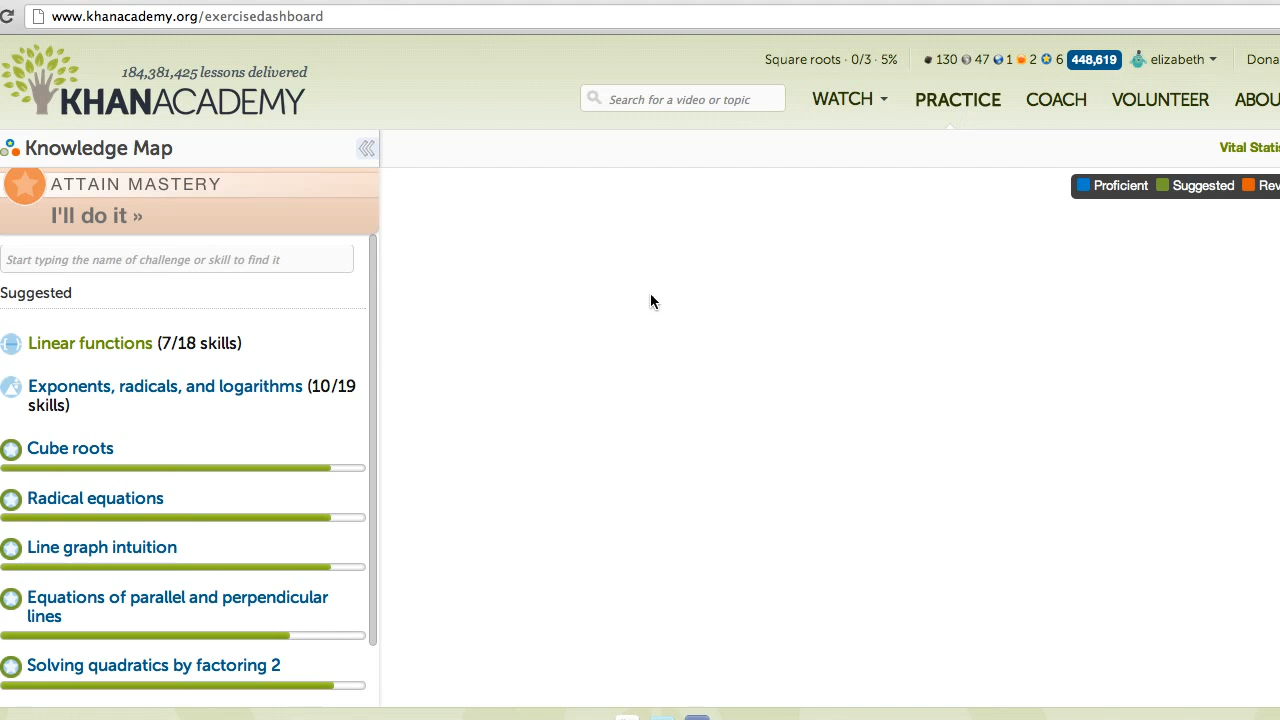 www.khanacademy.org/exercisedashboard
184,381,425 lessons delivered
KHANACADEMY
Square roots · 0/3 · 5%
130 47 1 2 6 448,619 elizabeth
Dona
Search for a video or topic
WATCH PRACTICE COACH VOLUNTEER ABOU
Knowledge Map
Vital Statis
ATTAIN MASTERY
I'll do it »
Proficient Suggested Rev
Start typing the name of challenge or skill to find it
Suggested
Linear functions (7/18 skills)
Exponents, radicals, and logarithms (10/19
skills)
Cube roots
Radical equations
Line graph intuition
Equations of parallel and perpendicular
lines
Solving quadratics by factoring 2